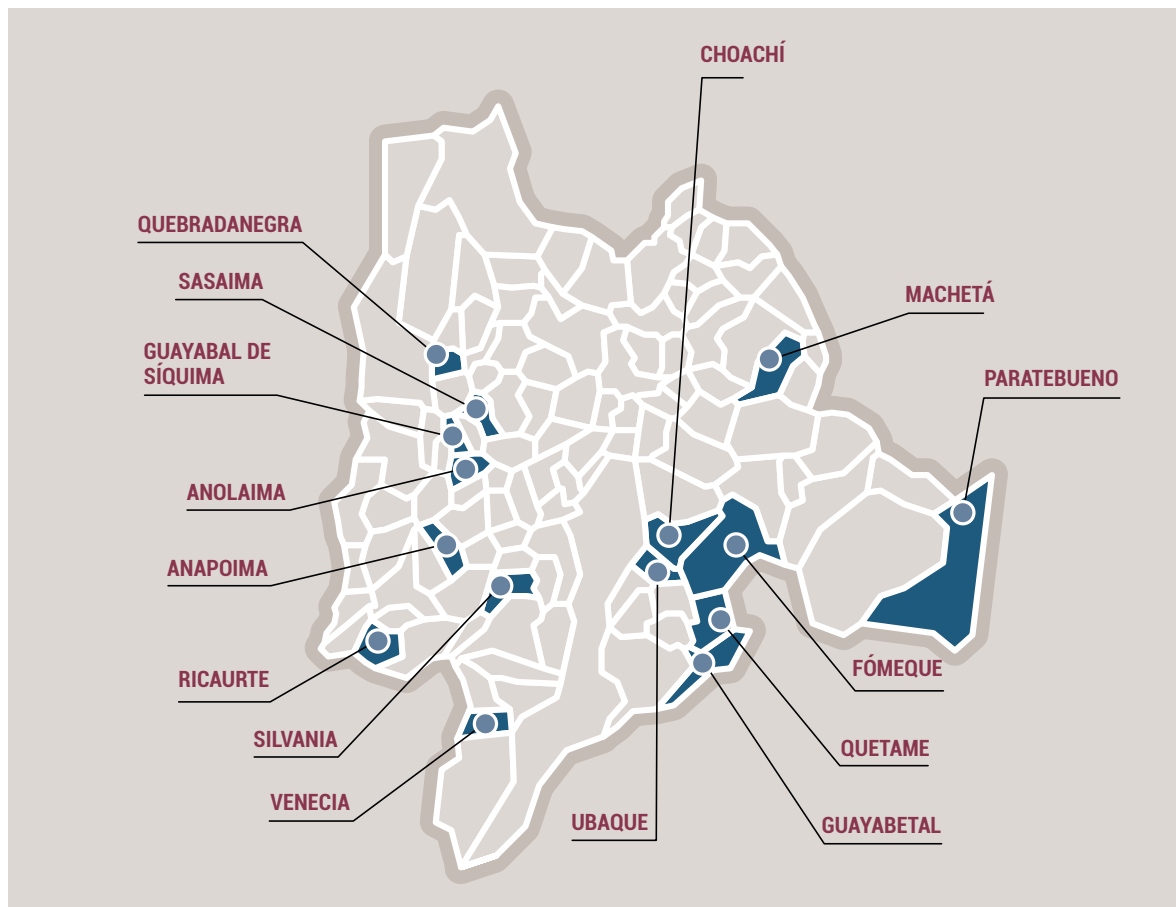 CHOACHÍ
QUEBRADANEGRA
SASAIMA
MACHETÁ
GUAYABAL DE
SÍQUIMA
PARATEBUENO
ANOLAIMA
ANAPOIMA
RICAURTE
FÓMEQUE
SILVANIA
QUETAME
VENECIA
UBAQUE
GUAYABETAL